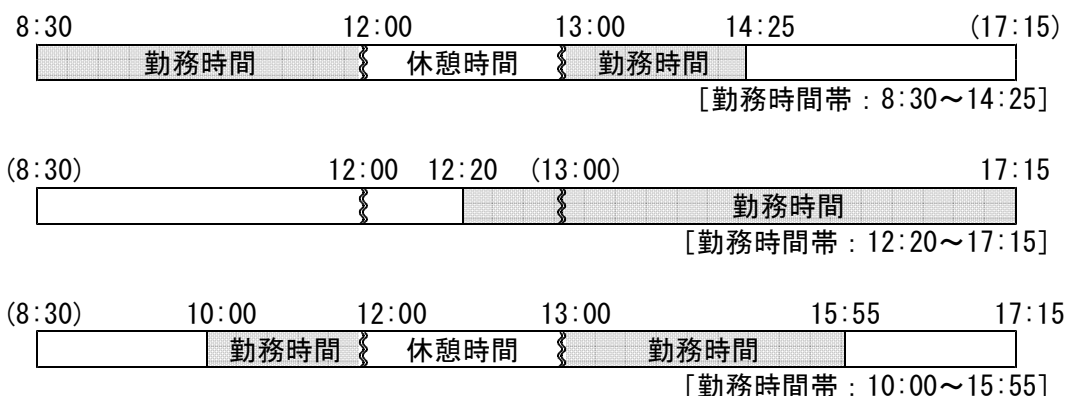 8:30 12:00 13:00 14:25 (17:15)
勤務時間 休憩時間 勤務時間
[勤務時間帯：8:30～14:25]
(8:30) 12:00 12:20 (13:00) 17:15
勤務時間
[勤務時間帯：12:20～17:15]
(8:30) 10:00 12:00 13:00 15:55 17:15
勤務時間 休憩時間 勤務時間
[勤務時間帯：10:00～15:55]